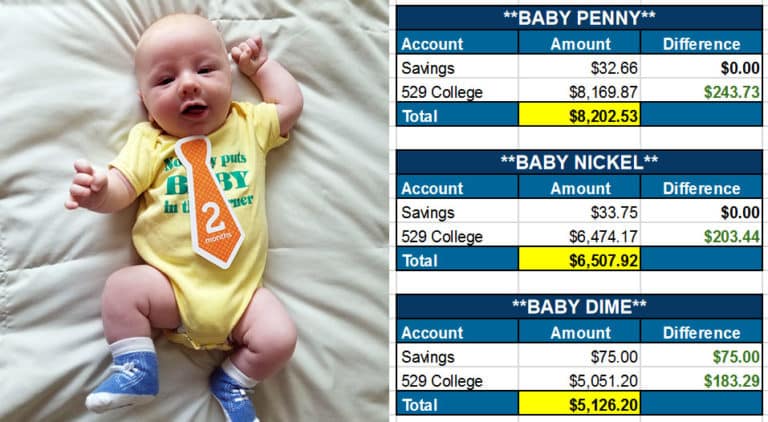 puts
in
2
months
**BABY PENNY**
Account Amount Difference
Savings $32.66 $0.00
529 College $8,169.87 $243.73
Total $8,202.53
**BABY NICKEL**
Account Amount Difference
Savings $33.75 $0.00
529 College $6,474.17 $203.44
Total $6,507.92
**BABY DIME**
Account Amount Difference
Savings $75.00 $75.00
529 College $5,051.20 $183.29
Total $5,126.20